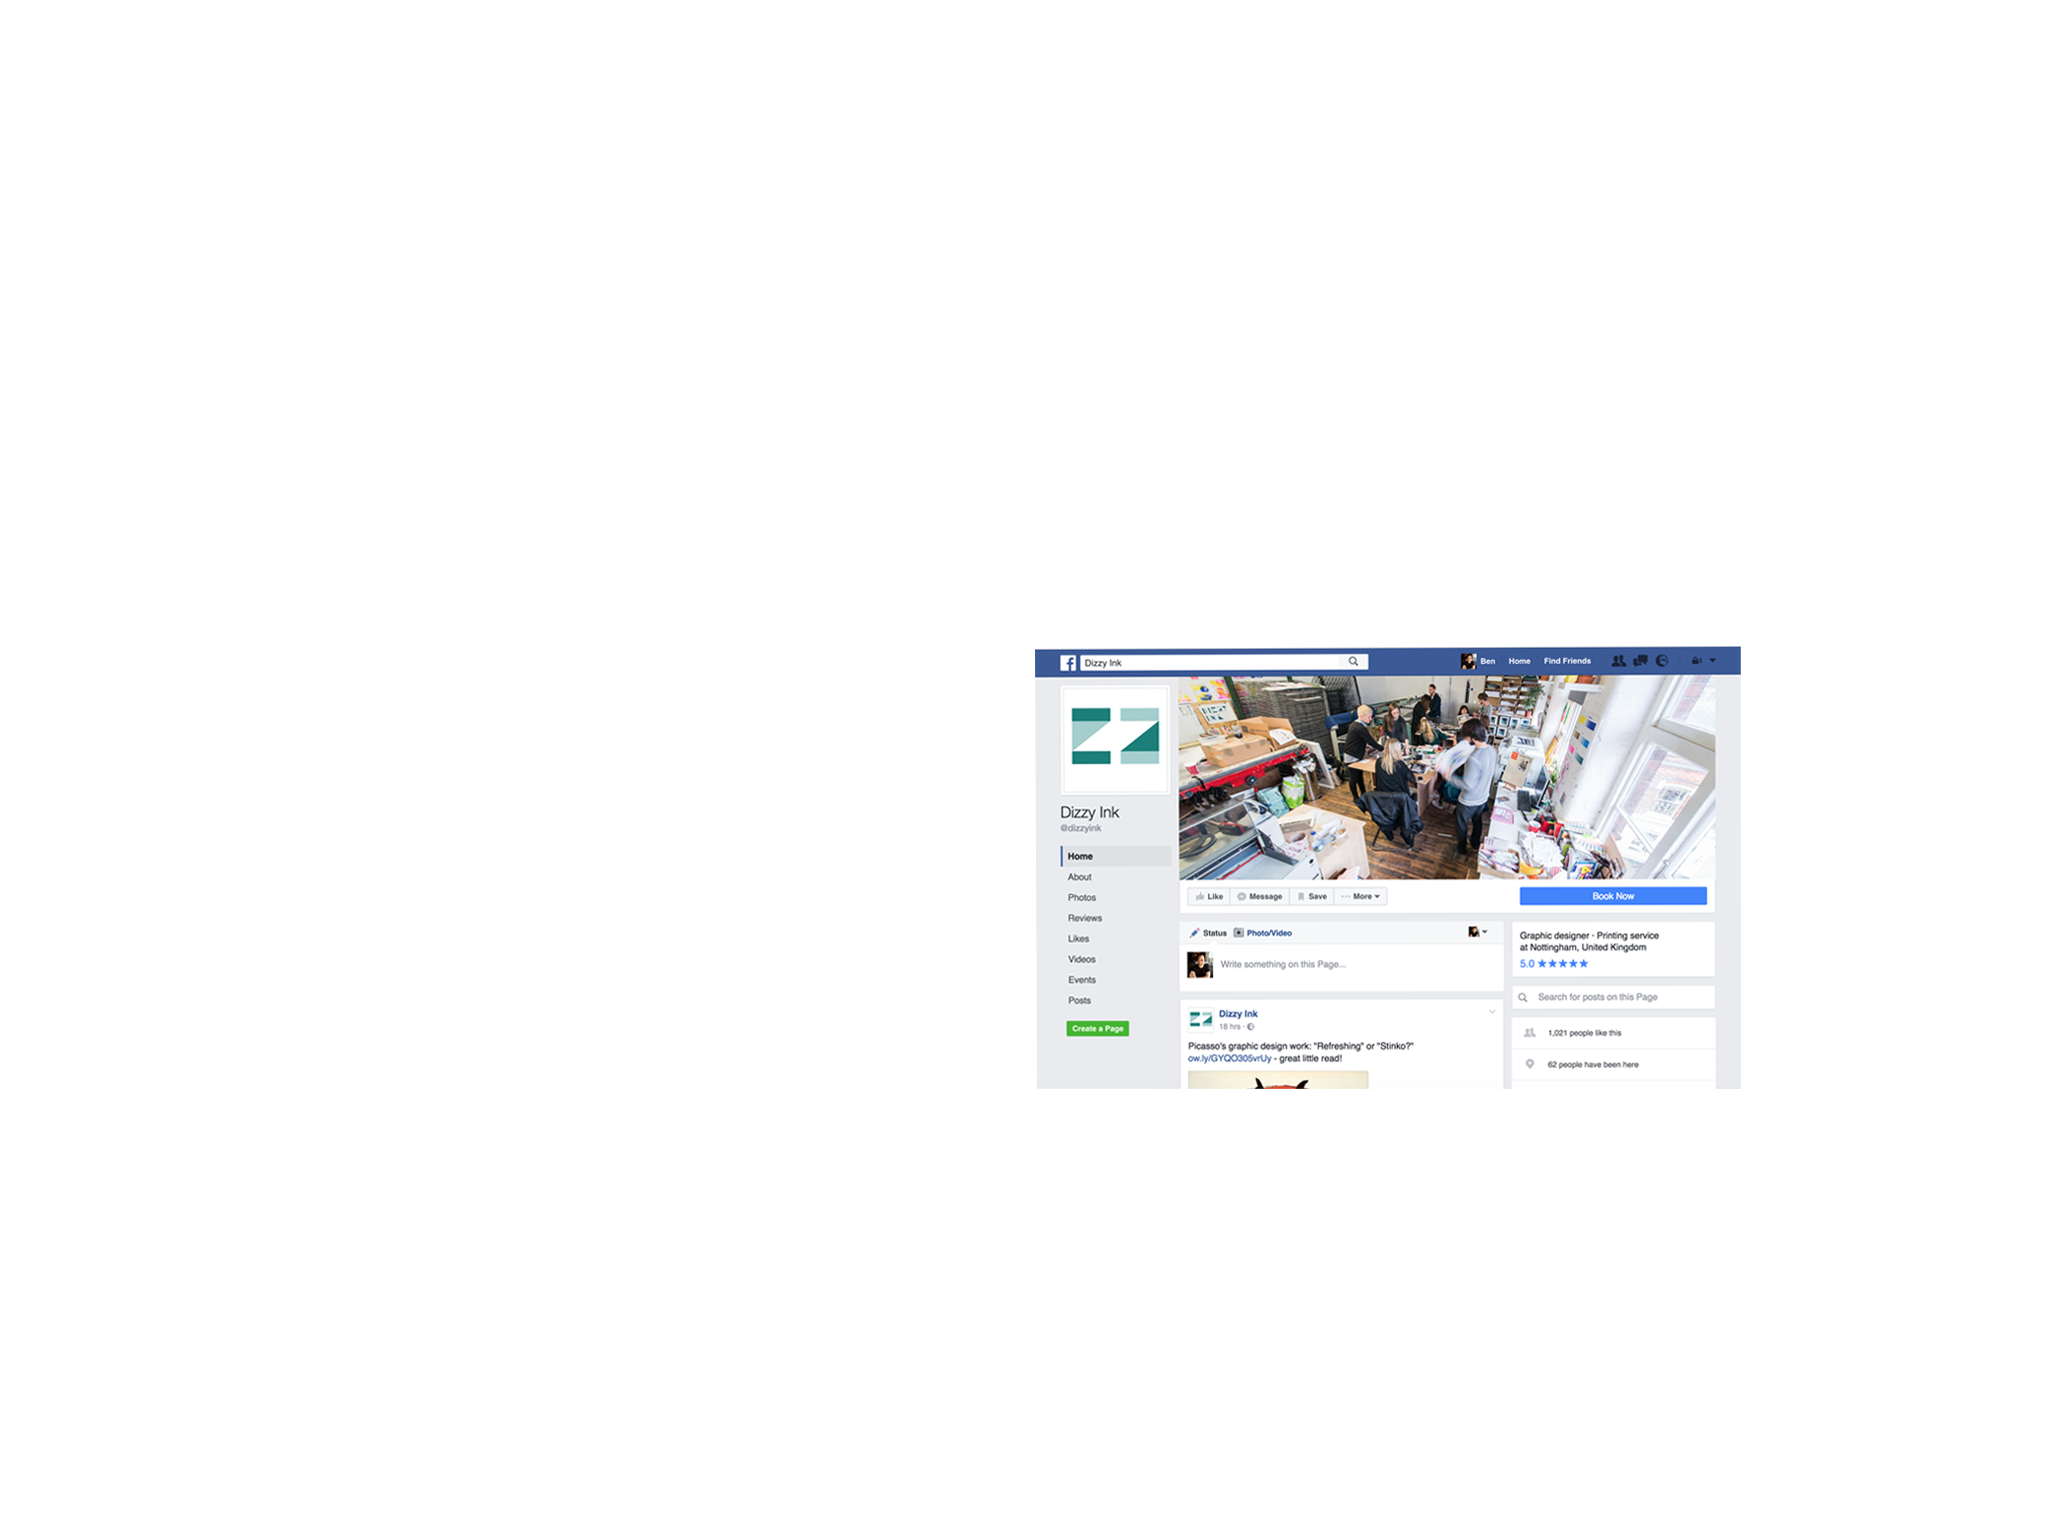 Dizzy Ink
Ben Home Find Friends
Dizzy Ink
@dizzyink
Home
About
Photos
Reviews
Likes
Videos
Events
Posts
Create a Page
DIZZY
INK
Like Message Save ··· More
Book Now
Status Photo/Video
Write something on this Page...
Dizzy Ink
18 hrs ·
Picasso's graphic design work: "Refreshing" or "Stinko?"
ow.ly/GYQO305vrUy - great little read!
Graphic designer · Printing service
at Nottingham, United Kingdom
5.0 ★★★★★
Search for posts on this Page
1,021 people like this
62 people have been here